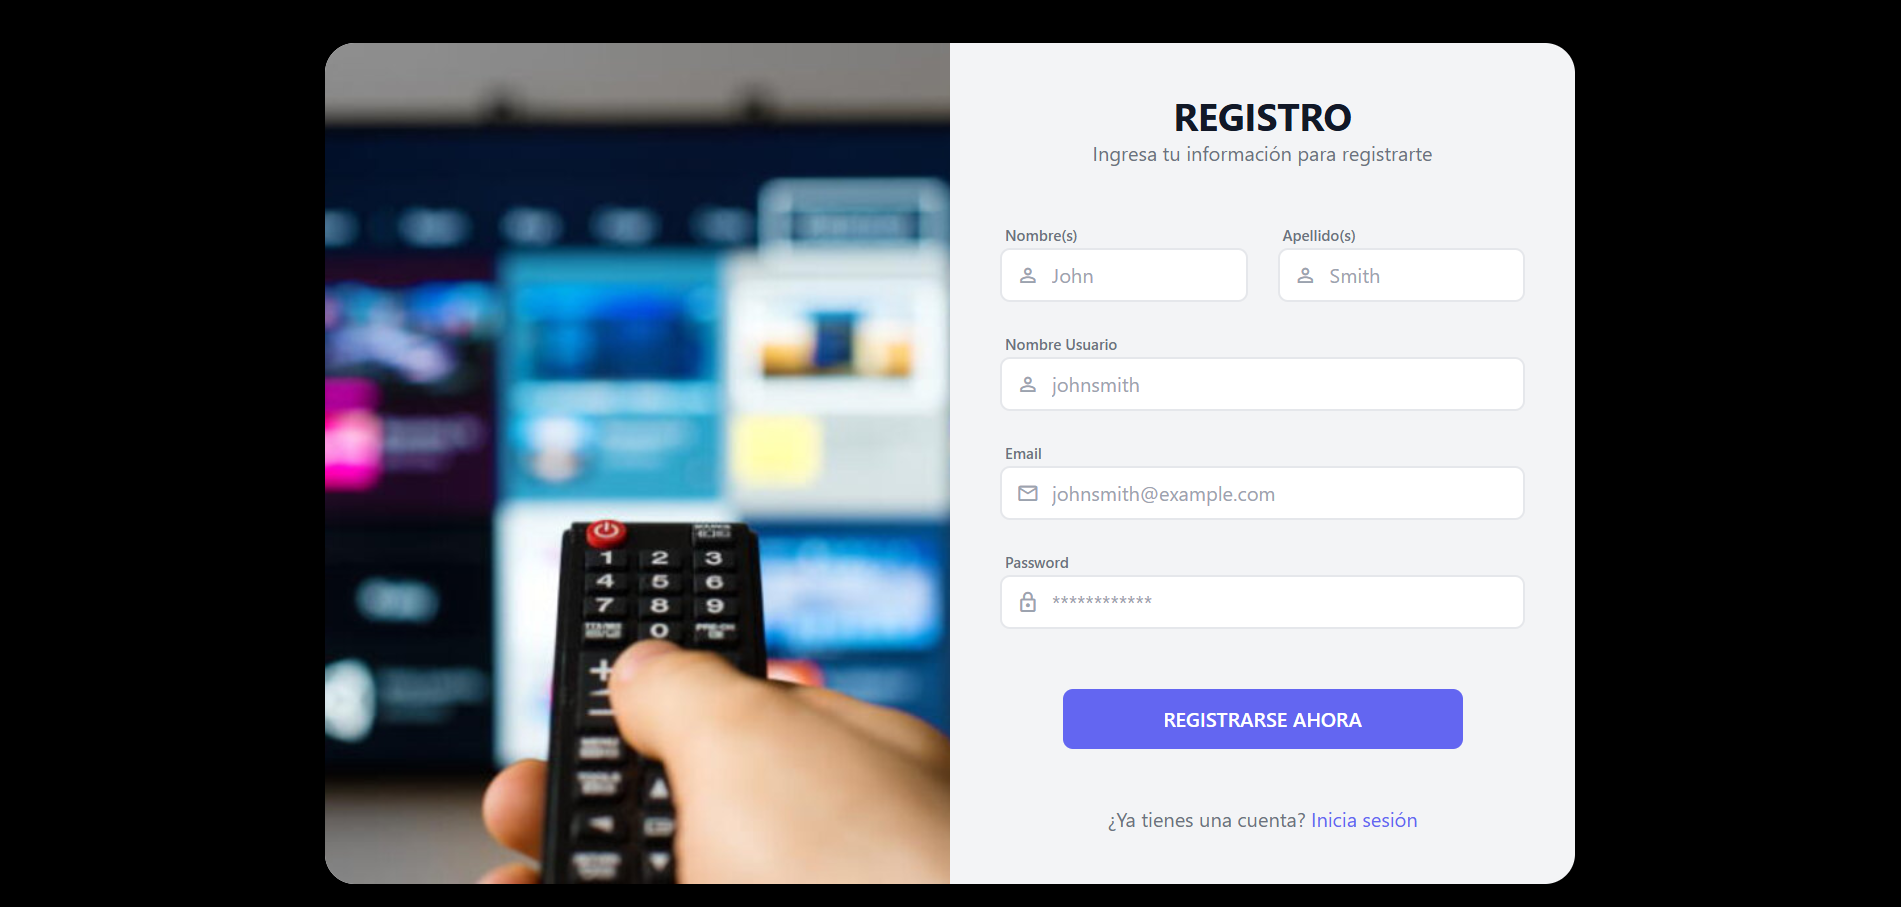 REGISTRO
Ingresa tu información para registrarte
Nombre(s)
Apellido(s)
John
Smith
Nombre Usuario
johnsmith
Email
johnsmith@example.com
Password
************
REGISTRARSE AHORA
¿Ya tienes una cuenta? Inicia sesión
1 2 3
4 5 6
7 8 9
0
+